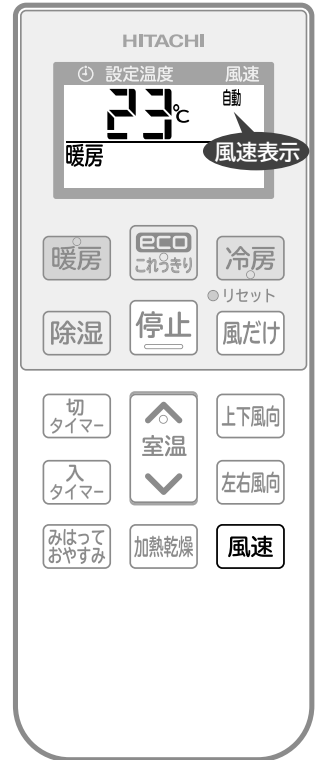 HITACHI
設定温度 風速
23℃ 自動
暖房
風速表示
暖房
eco
これっきり
冷房
リセット
除湿
停止
風だけ
切
タイマー
室温
上下風向
入
タイマー
左右風向
みはって
おやすみ
加熱乾燥
風速